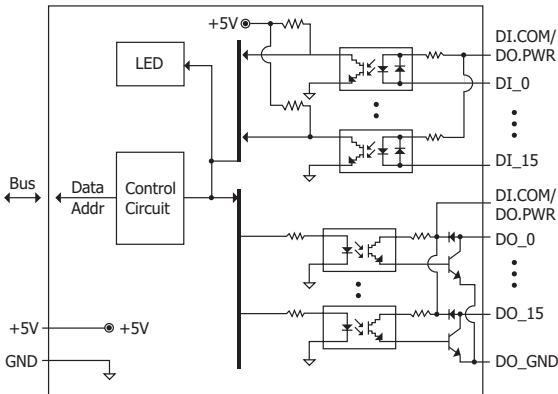 +5V
DI.COM/
DO.PWR
LED
DI_0
DI_15
Bus
Data
Addr
Control
Circuit
DI.COM/
DO.PWR
DO_0
DO_15
+5V
+5V
GND
DO_GND